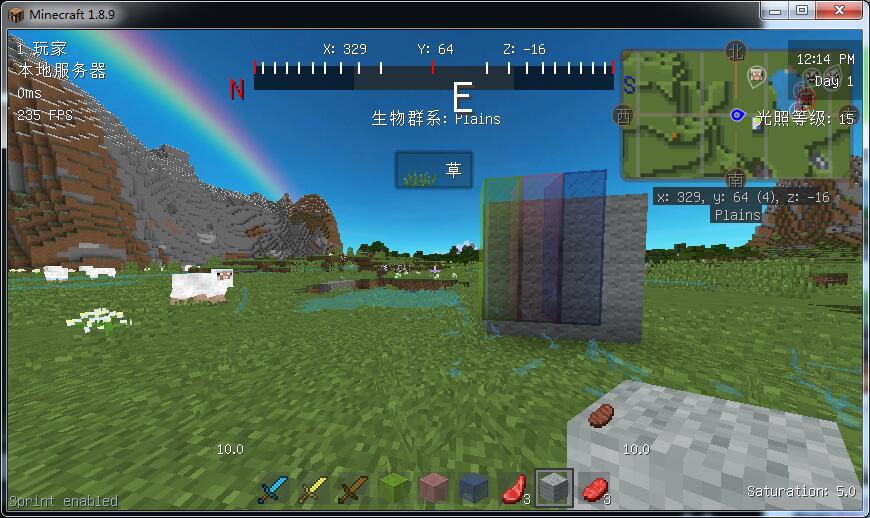 Minecraft 1.8.9
1 玩家
本地服务器
0ms
235 FPS
X: 329 Y: 64 Z: -16
N E S
生物群系: Plains
草
北
西
南
12:14 PM
Day 1
光照等级: 15
x: 329, y: 64 (4), z: -16
Plains
10.0 10.0
3 3
Sprint enabled
Saturation: 5.0